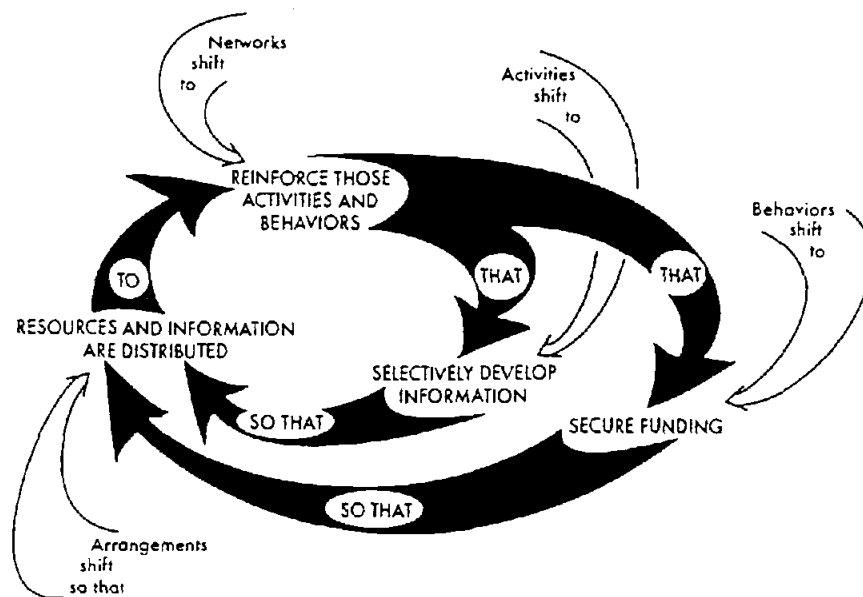 Networks
shift
to
Activities
shift
to
REINFORCE THOSE
ACTIVITIES AND
BEHAVIORS
Behaviors
shift
to
TO
THAT
THAT
RESOURCES AND INFORMATION
ARE DISTRIBUTED
SELECTIVELY DEVELOP
INFORMATION
SO THAT
SECURE FUNDING
SO THAT
Arrangements
shift
so that